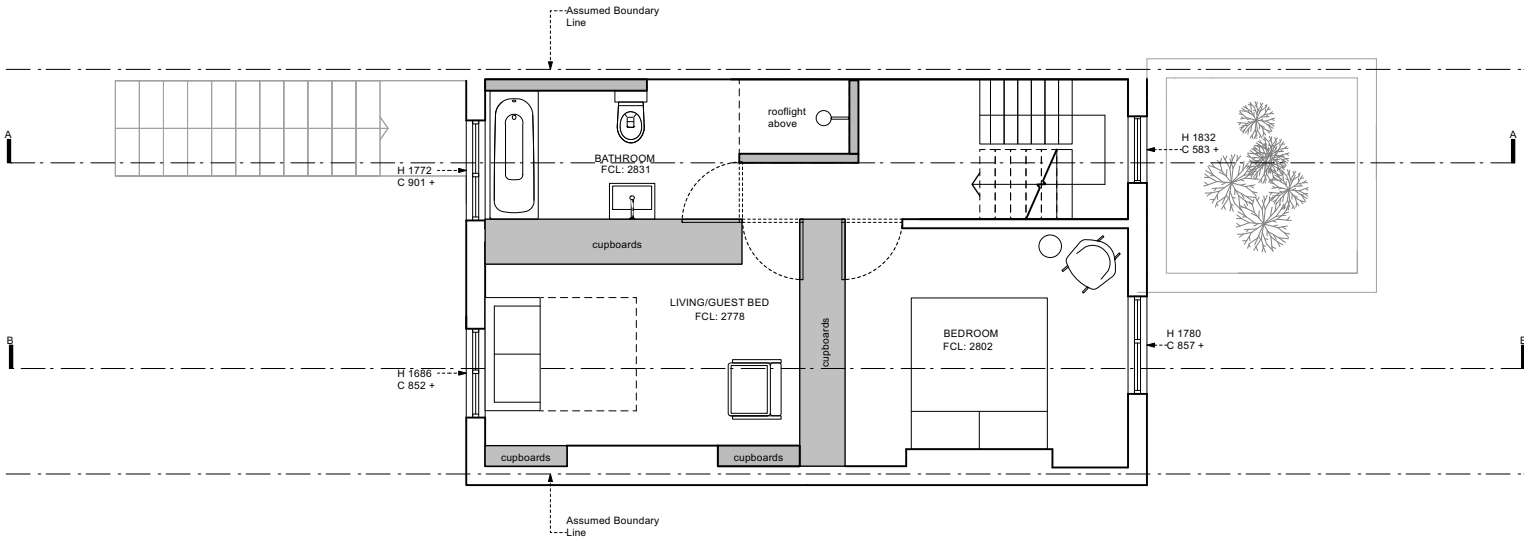 Assumed Boundary
Line
A
A
rooflight
above
H 1832
C 583 +
BATHROOM
FCL: 2831
H 1772
C 901 +
cupboards
LIVING/GUEST BED
FCL: 2778
cupboards
BEDROOM
FCL: 2802
H 1780
C 857 +
B
H 1686
C 852 +
cupboards
cupboards
Assumed Boundary
Line